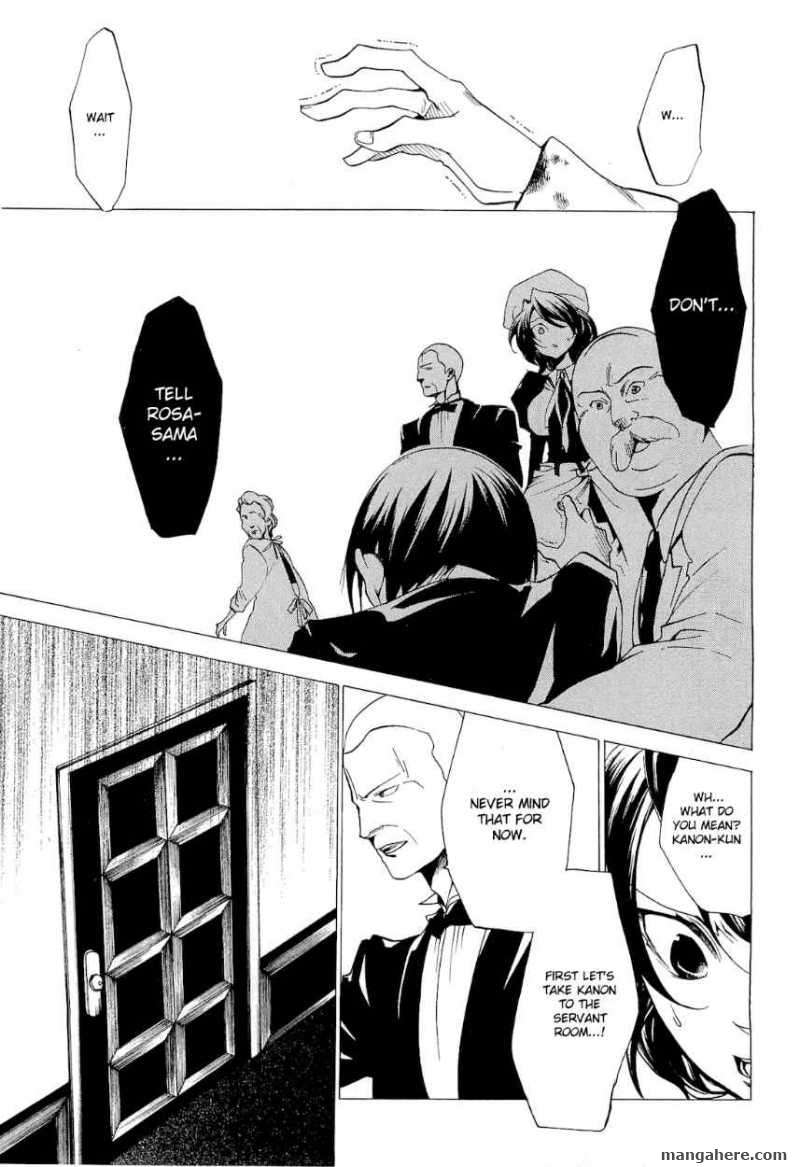 W...
WAIT
...
DON'T...
TELL
ROSA-
SAMA
...
WH...
WHAT DO
YOU MEAN?
KANON-KUN
...
...
NEVER MIND
THAT FOR
NOW.
FIRST LET'S
TAKE KANON
TO THE
SERVANT
ROOM...!
mangahere.com